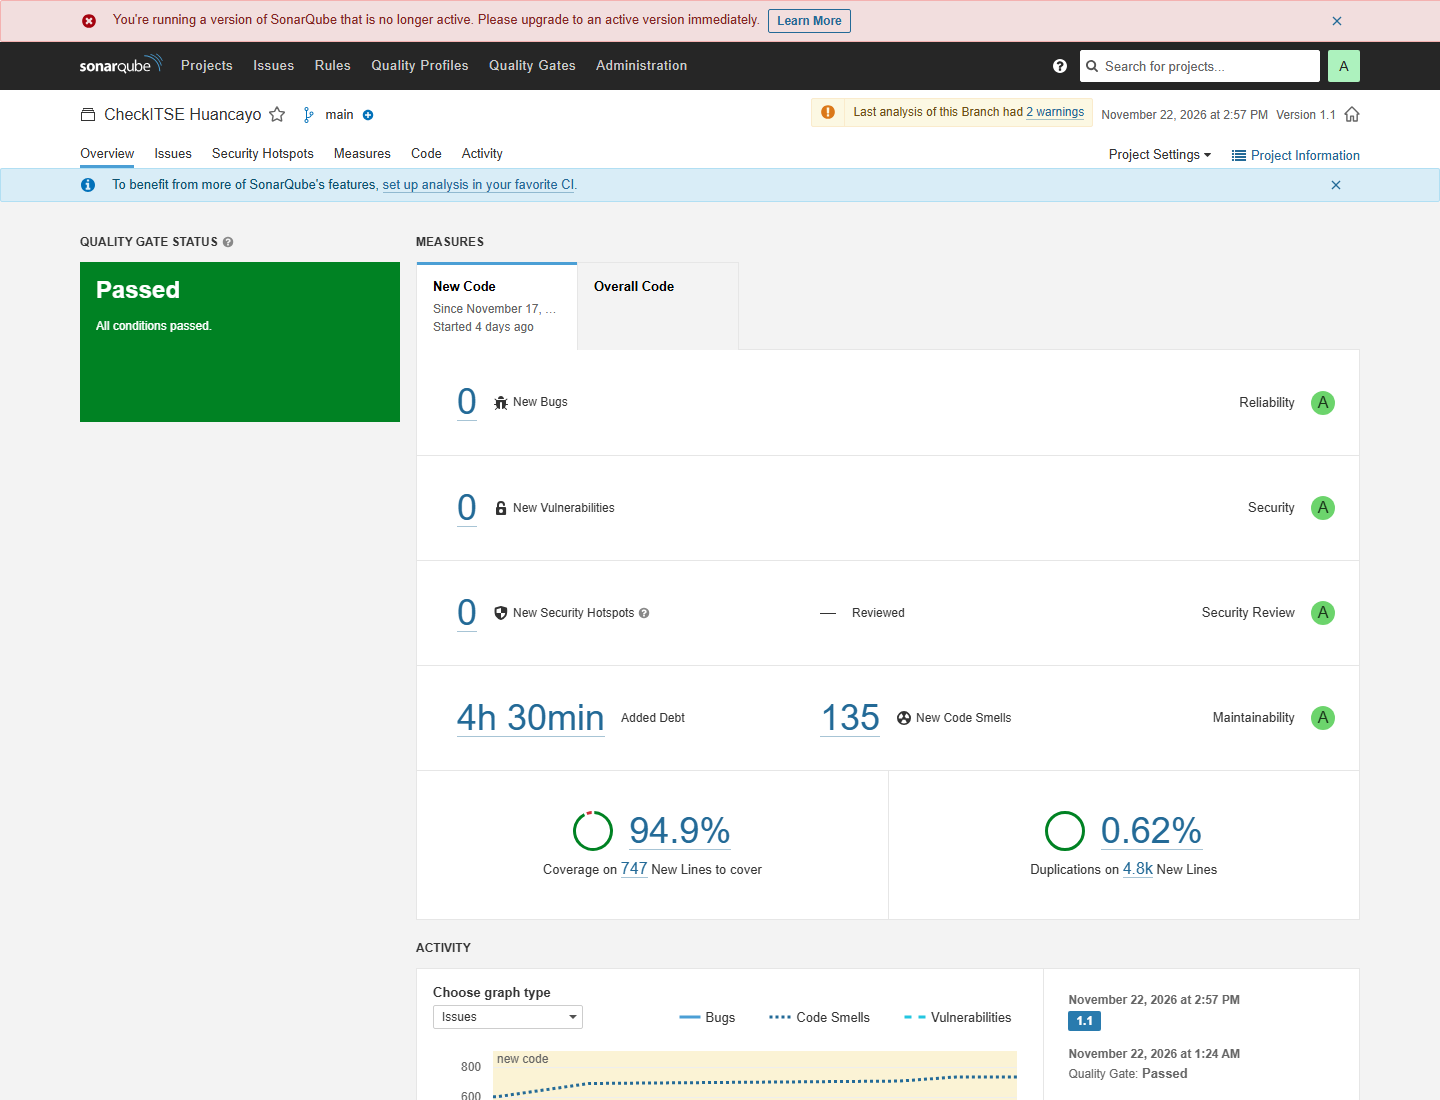 You're running a version of SonarQube that is no longer active. Please upgrade to an active version immediately. Learn More
sonarqube Projects Issues Rules Quality Profiles Quality Gates Administration Search for projects... A
CheckITSE Huancayo main Last analysis of this Branch had 2 warnings November 22, 2026 at 2:57 PM Version 1.1
Overview Issues Security Hotspots Measures Code Activity Project Settings Project Information
To benefit from more of SonarQube's features, set up analysis in your favorite CI.
QUALITY GATE STATUS
Passed
All conditions passed.
MEASURES
New Code
Since November 17, ...
Started 4 days ago
Overall Code
0 New Bugs Reliability A
0 New Vulnerabilities Security A
0 New Security Hotspots — Reviewed Security Review A
4h 30min Added Debt 135 New Code Smells Maintainability A
94.9%
Coverage on 747 New Lines to cover
0.62%
Duplications on 4.8k New Lines
ACTIVITY
Choose graph type
Issues
Bugs Code Smells Vulnerabilities
new code
800
600
November 22, 2026 at 2:57 PM
1.1
November 22, 2026 at 1:24 AM
Quality Gate: Passed